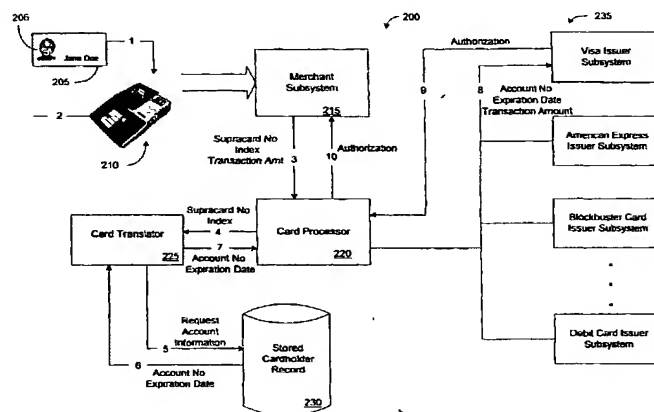 206
200
235
1
Jane Doe
205
2
210
Merchant
Subsystem
215
Authorization
Visa Issuer
Subsystem
9
8
Account No
Expiration Date
Transaction Amount
American Express
Issuer Subsystem
Supracard No
Index
Transaction Amt
3
10
Authorization
Supracard No
Index
4
7
Account No
Expiration Date
Card Translator
225
Card Processor
220
Blockbuster Card
Issuer Subsystem
Request
Account
Information
5
6
Account No
Expiration Date
Stored
Cardholder
Record
230
Debit Card Issuer
Subsystem